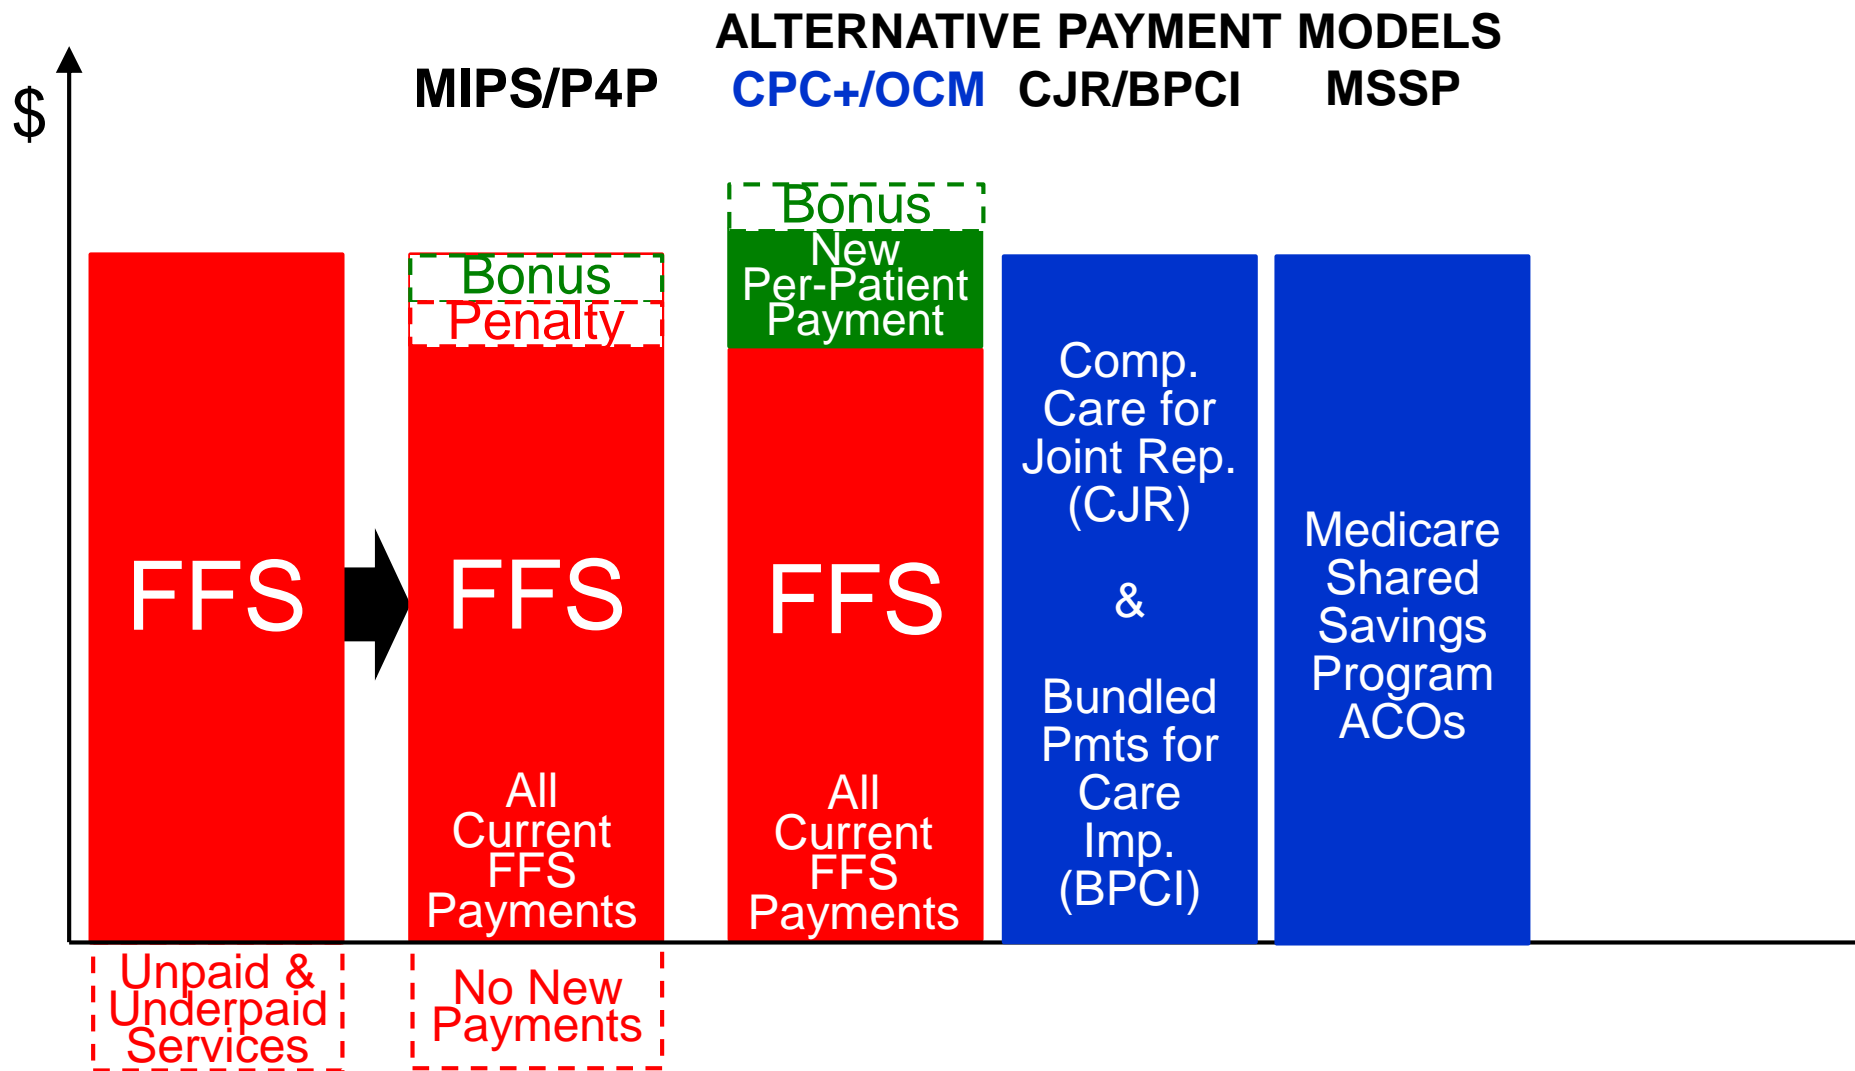 ALTERNATIVE PAYMENT MODELS
MIPS/P4P
CPC+/OCM
CJR/BPCI
MSSP
$
FFS
Unpaid &
Underpaid
Services
Bonus
Penalty
FFS
All
Current
FFS
Payments
No New
Payments
Bonus
New
Per-Patient
Payment
FFS
All
Current
FFS
Payments
Comp.
Care for
Joint Rep.
(CJR)
&
Bundled
Pmts for
Care
Imp.
(BPCI)
Medicare
Shared
Savings
Program
ACOs